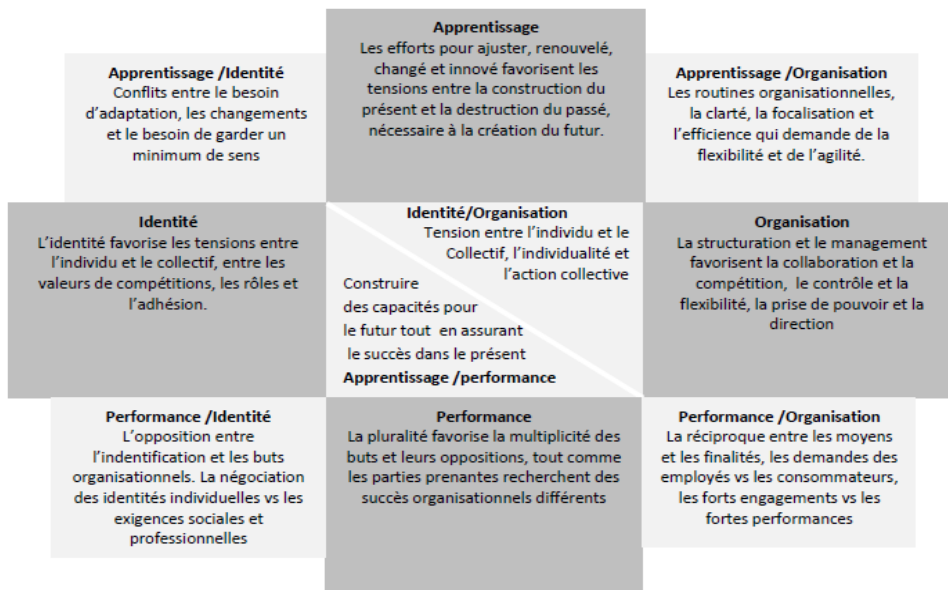 Apprentissage
Les efforts pour ajuster, renouvelé,
changé et innové favorisent les
tensions entre la construction du
présent et la destruction du passé,
nécessaire à la création du futur.
Apprentissage /Identité
Conflits entre le besoin
d'adaptation, les changements
et le besoin de garder un
minimum de sens
Apprentissage /Organisation
Les routines organisationnelles,
la clarté, la focalisation et
l'efficience qui demande de la
flexibilité et de l'agilité.
Identité
L'identité favorise les tensions entre
l'individu et le collectif, entre les
valeurs de compétitions, les rôles et
l'adhésion.
Identité/Organisation
Tension entre l'individu et le
Collectif, l'individualité et
l'action collective
Construire
des capacités pour
le futur tout en assurant
le succès dans le présent
Apprentissage /performance
Organisation
La structuration et le management
favorisent la collaboration et la
compétition, le contrôle et la
flexibilité, la prise de pouvoir et la
direction
Performance /Identité
L'opposition entre
l'indentification et les buts
organisationnels. La négociation
des identités individuelles vs les
exigences sociales et
professionnelles
Performance
La pluralité favorise la multiplicité des
buts et leurs oppositions, tout comme
les parties prenantes recherchent des
succès organisationnels différents
Performance /Organisation
La réciproque entre les moyens
et les finalités, les demandes des
employés vs les consommateurs,
les forts engagements vs les
fortes performances